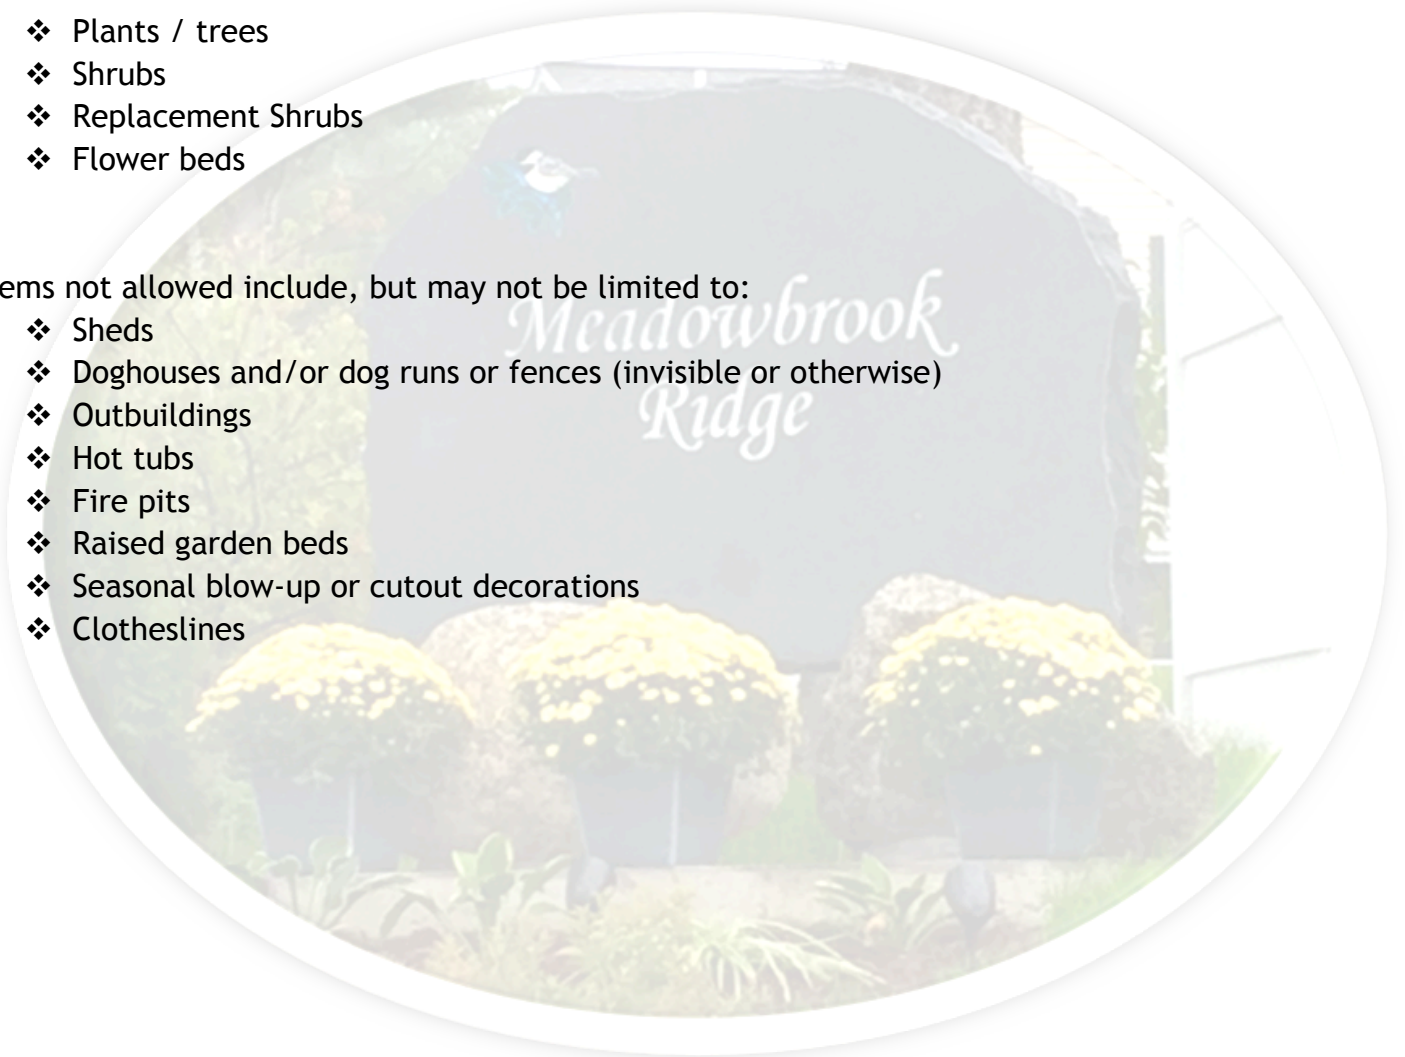 ❖ Plants / trees
❖ Shrubs
❖ Replacement Shrubs
❖ Flower beds
ems not allowed include, but may not be limited to:
❖ Sheds
Meadowbrook
❖ Doghouses and/or dog runs or fences (invisible or otherwise)
Ridge
❖ Outbuildings
❖ Hot tubs
❖ Fire pits
❖ Raised garden beds
❖ Seasonal blow-up or cutout decorations
❖ Clotheslines